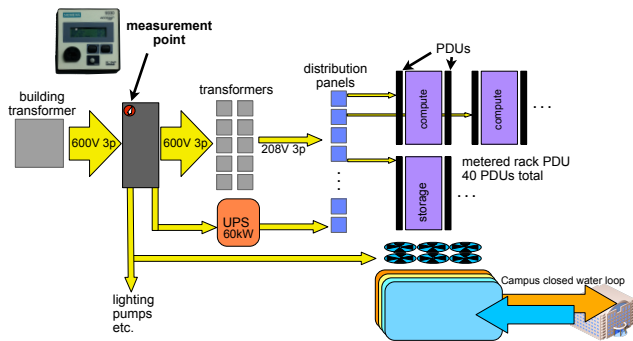 measurement
point
PDUs
distribution
panels
transformers
building
transformer
600V 3p
600V 3p
208V 3p
compute
compute
. . .
metered rack PDU
40 PDUs total
storage
. . .
UPS
60kW
lighting
pumps
etc.
Campus closed water loop